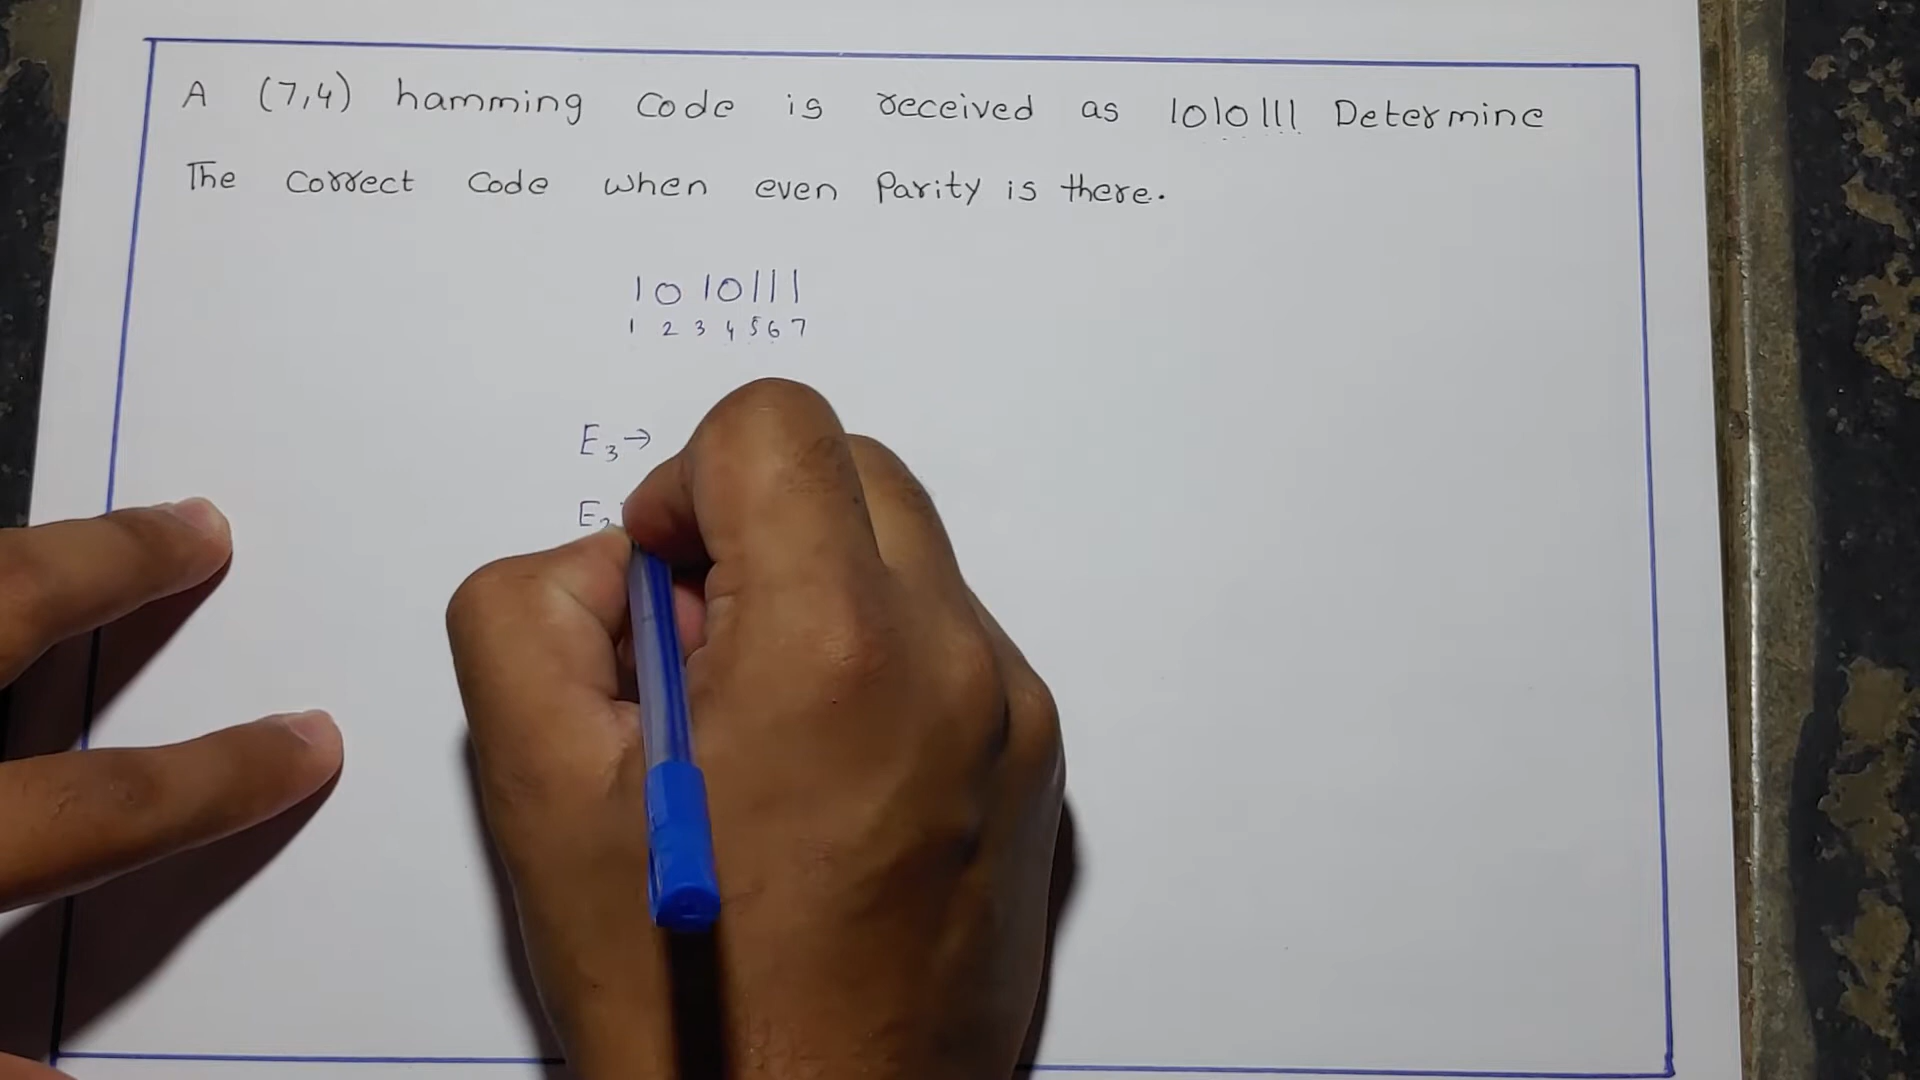 A (7,4) hamming code is received as 1010111 Determine
The correct code when even Parity is there.
1010111
1 2 3 4 5 6 7
E3→
E2